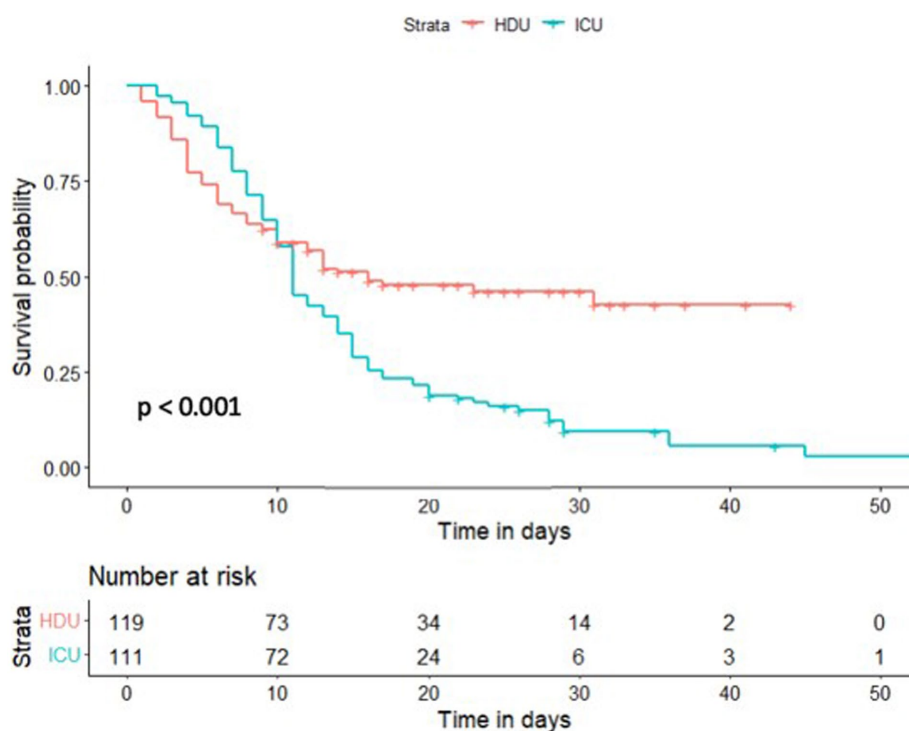 Strata HDU ICU
1.00
0.75
0.50
0.25
0.00
Survival probability
p < 0.001
0 10 20 30 40 50
Time in days
Number at risk
Strata
HDU 119 73 34 14 2 0
ICU 111 72 24 6 3 1
0 10 20 30 40 50
Time in days